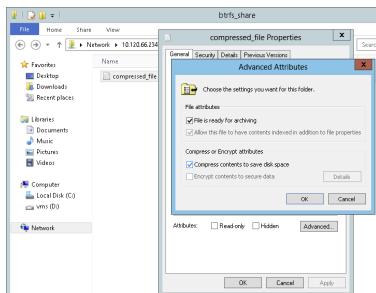 btrfs_share
File Home Share View
Network ▸ 10.120.66.234
Searc
Favorites
Desktop
Downloads
Recent places
Libraries
Documents
Music
Pictures
Videos
Computer
Local Disk (C:)
vms (D:)
Network
Name
compressed_file
compressed_file Properties
General Security Details Previous Versions
Advanced Attributes
Choose the settings you want for this folder.
File attributes
File is ready for archiving
Allow this file to have contents indexed in addition to file properties
Compress or Encrypt attributes
Compress contents to save disk space
Encrypt contents to secure data
Details
OK Cancel
Attributes: Read-only Hidden Advanced...
OK Cancel Apply